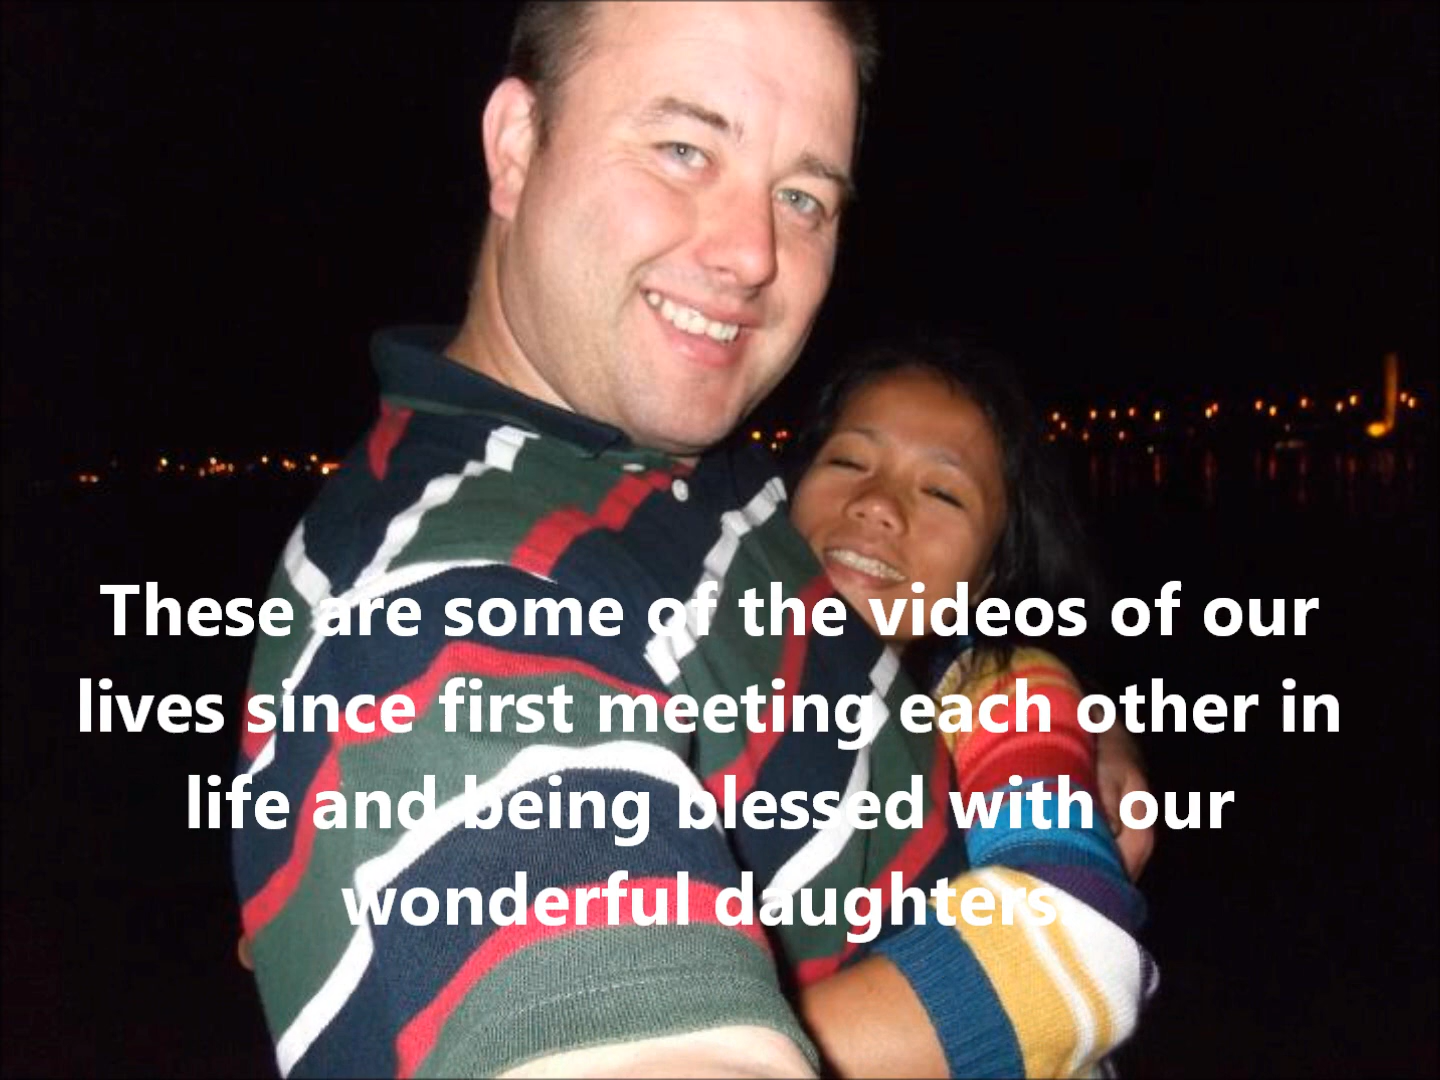 These are some of the videos of our
lives since first meeting each other in
life and being blessed with our
wonderful daughters.